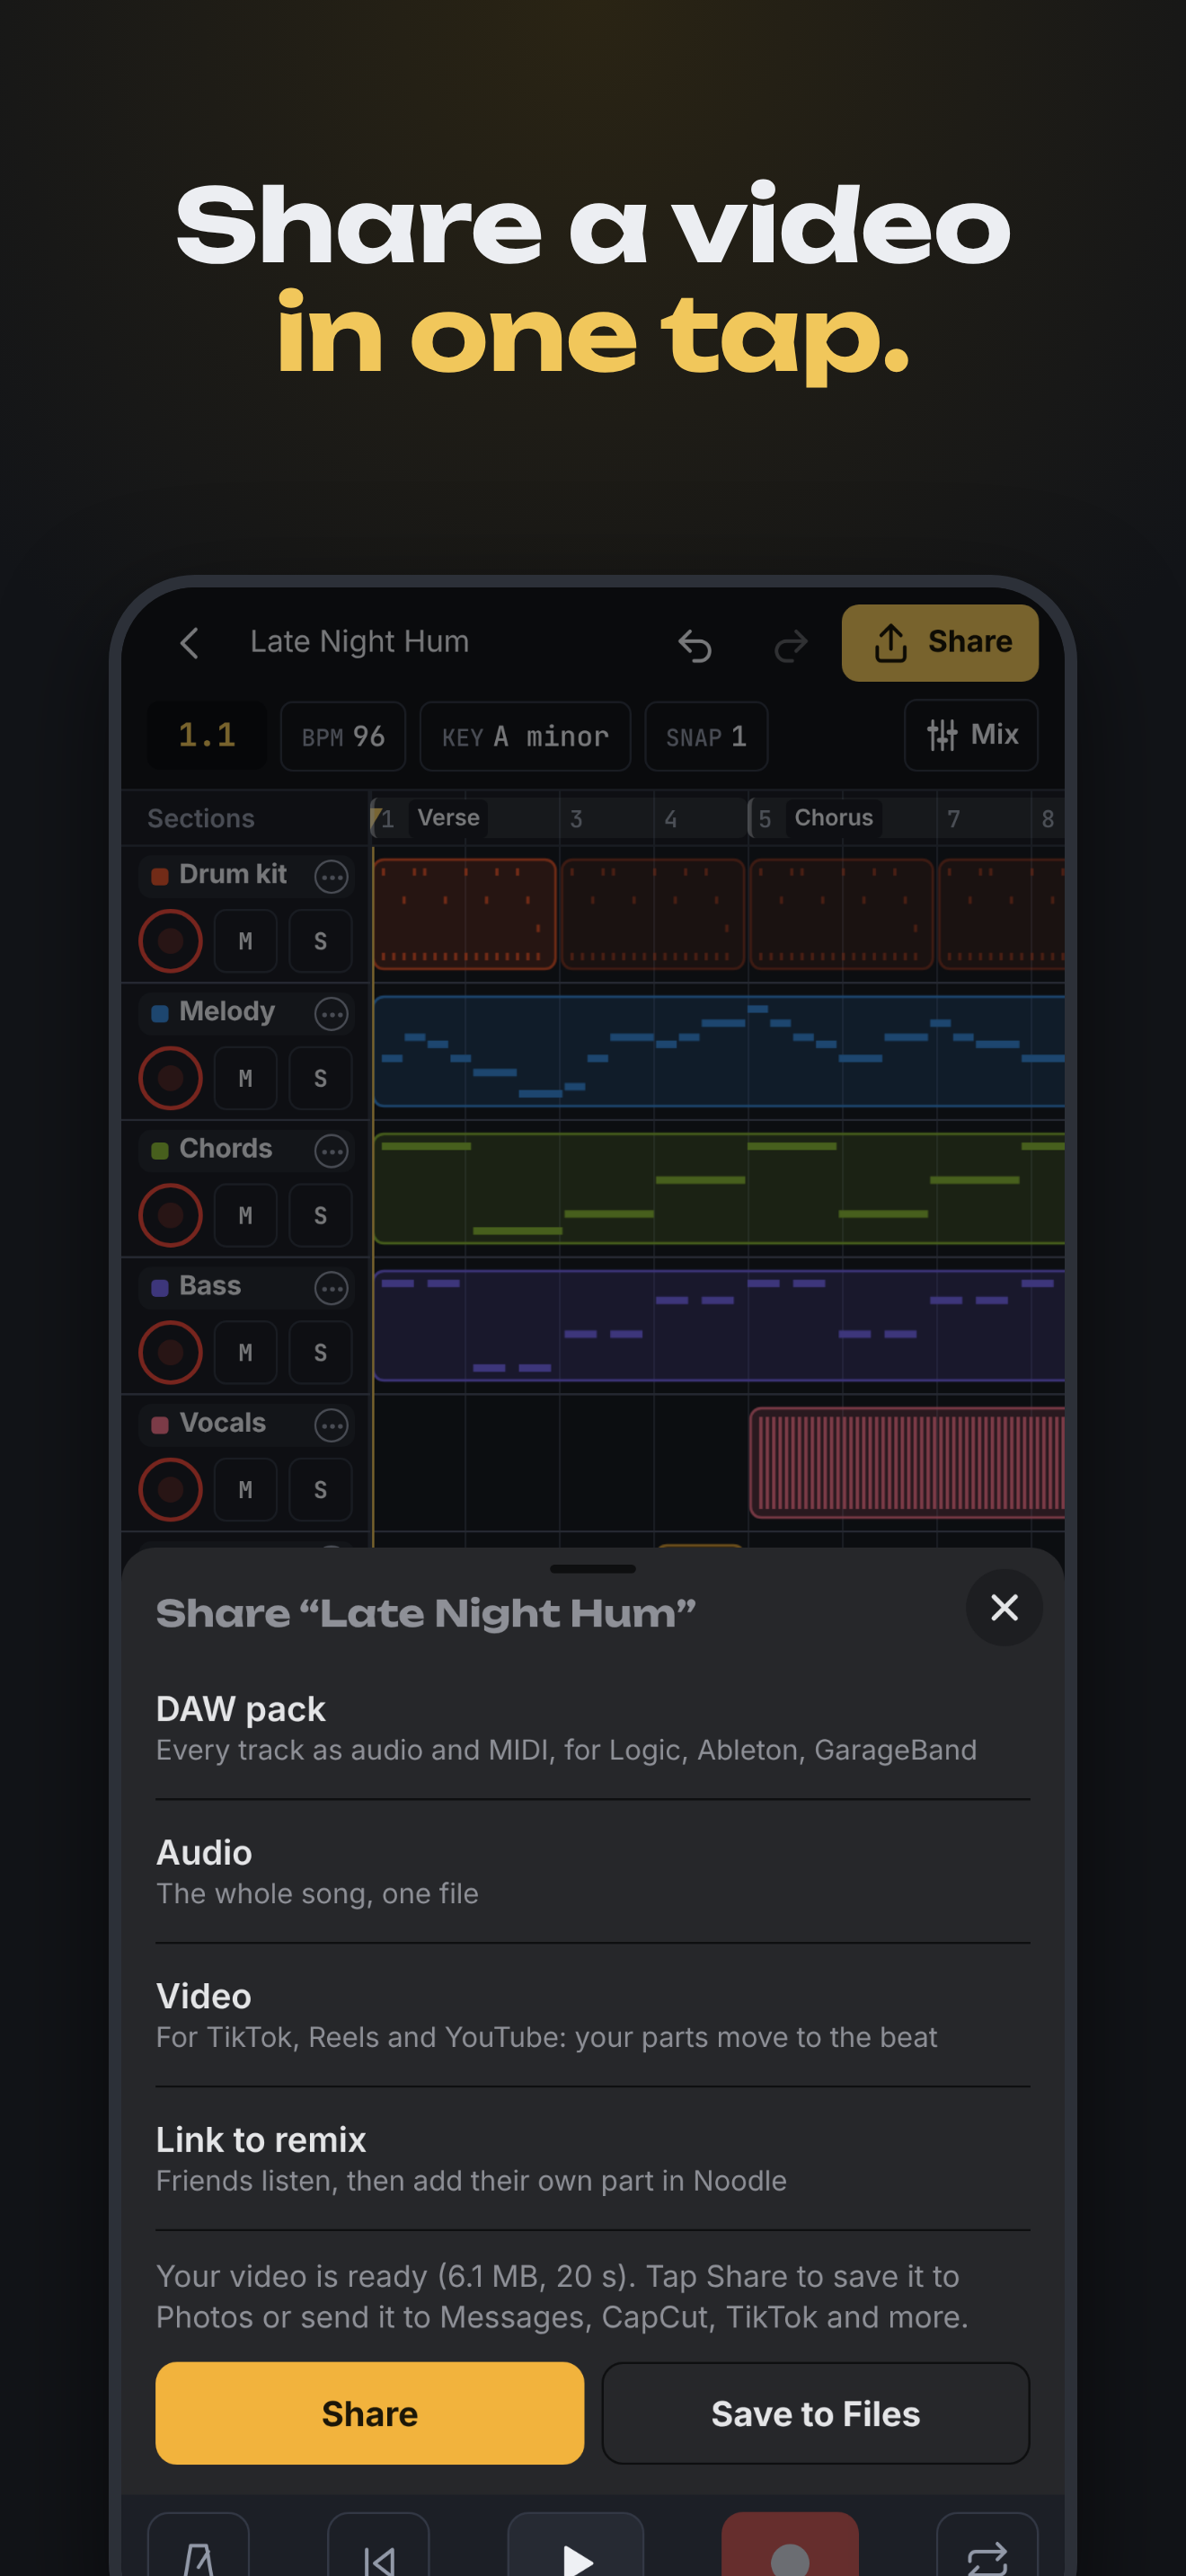 Share a video
in one tap.
Late Night Hum
Share
1.1
BPM 96
KEY A minor
SNAP 1
Mix
Sections
1 Verse 3 4 5 Chorus 7 8
Drum kit
M S
Melody
M S
Chords
M S
Bass
M S
Vocals
M S
Share “Late Night Hum”
DAW pack
Every track as audio and MIDI, for Logic, Ableton, GarageBand
Audio
The whole song, one file
Video
For TikTok, Reels and YouTube: your parts move to the beat
Link to remix
Friends listen, then add their own part in Noodle
Your video is ready (6.1 MB, 20 s). Tap Share to save it to
Photos or send it to Messages, CapCut, TikTok and more.
Share
Save to Files